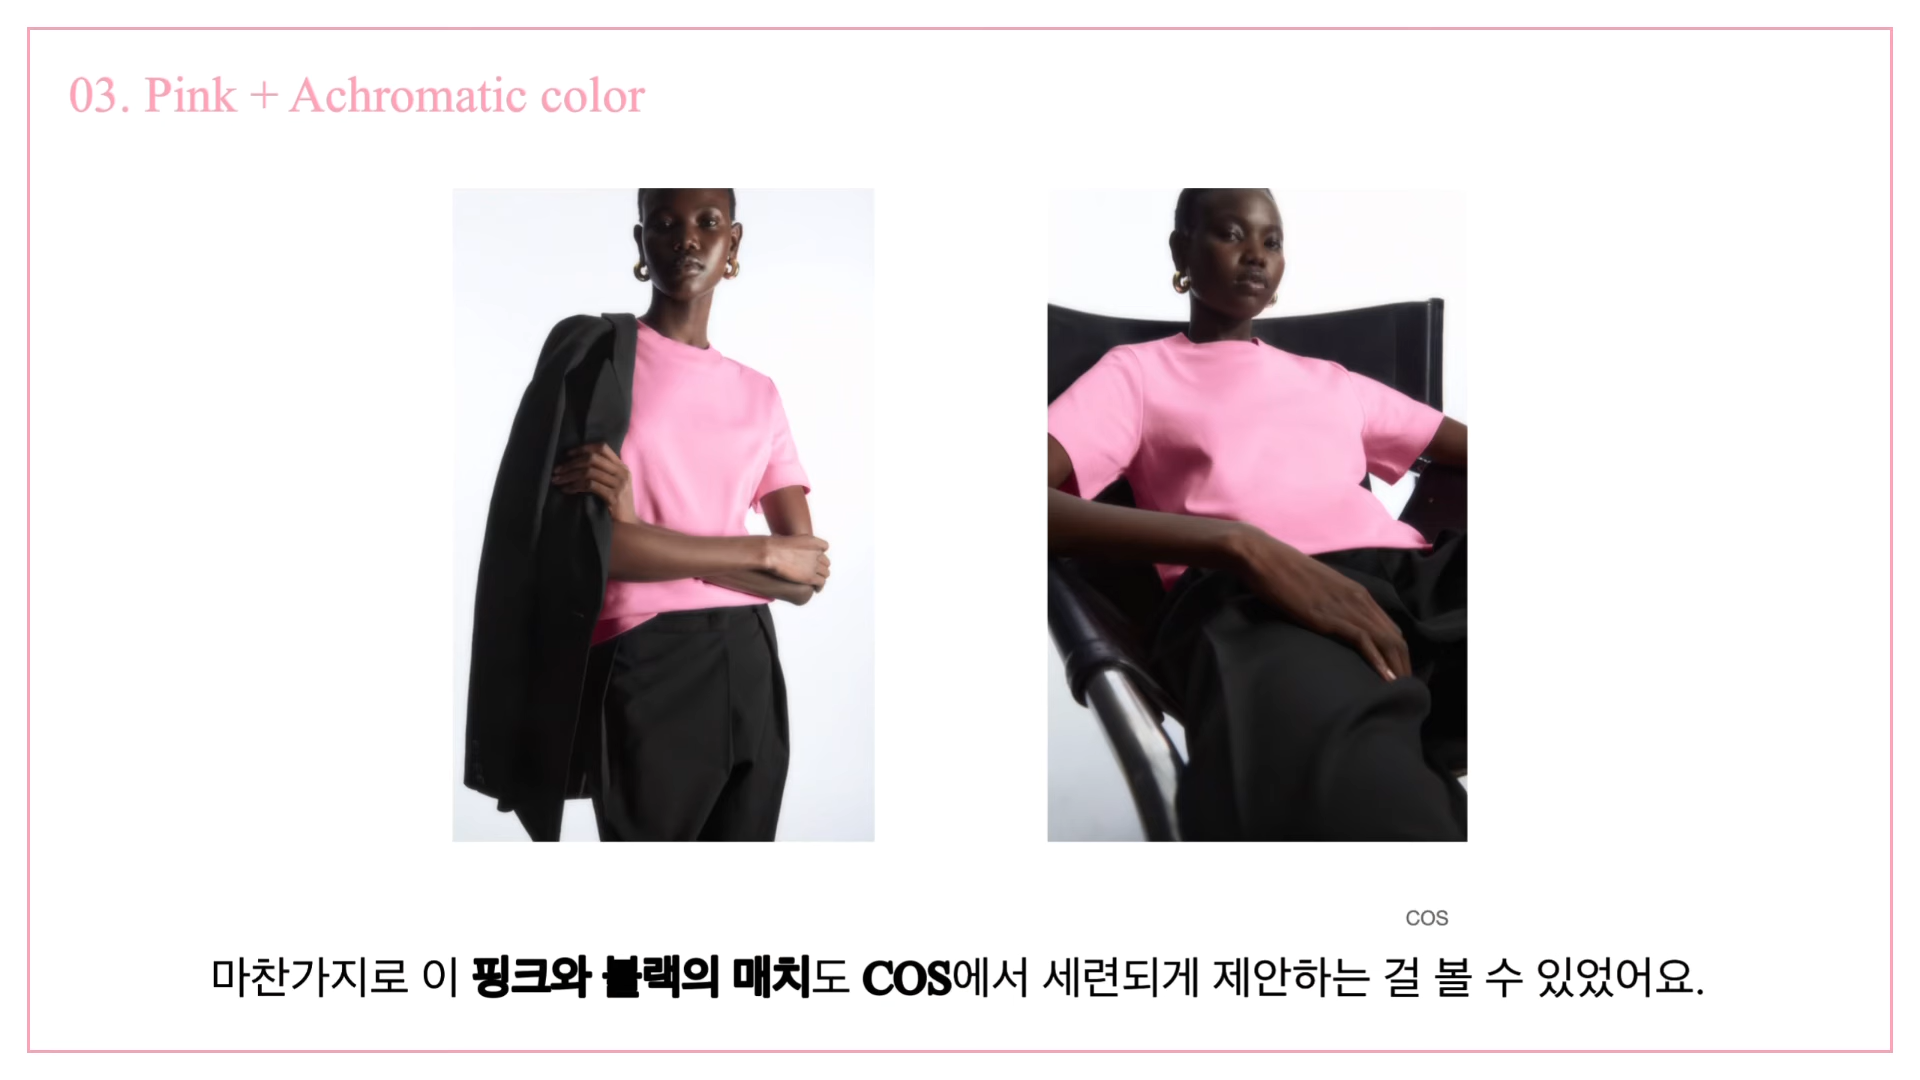 03. Pink + Achromatic color
COS
마찬가지로 이 핑크와 블랙의 매치도 COS에서 세련되게 제안하는 걸 볼 수 있었어요.